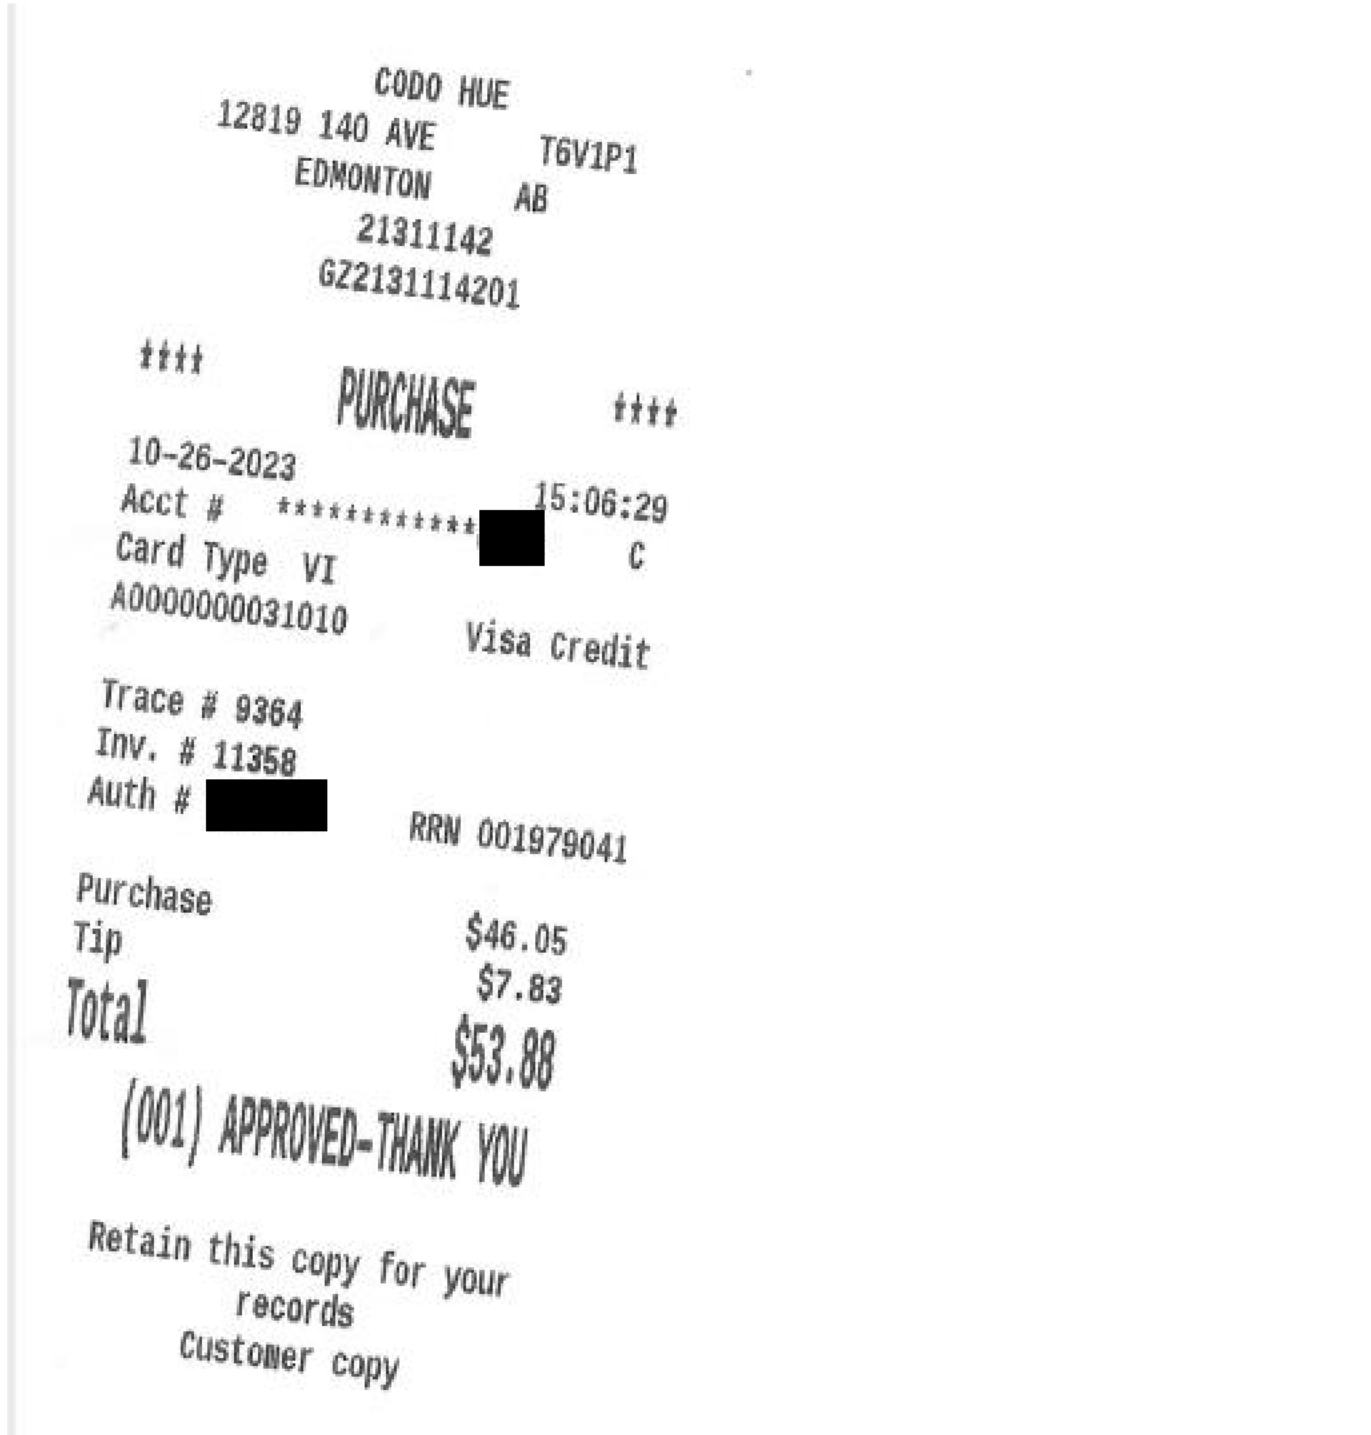 CODO HUE
12819 140 AVE T6V1P1
EDMONTON AB
21311142
GZ2131114201
**** PURCHASE ****
10-26-2023 15:06:29
Acct # ************ C
Card Type VI
A0000000031010 Visa Credit
Trace # 9364
Inv. # 11358
Auth # RRN 001979041
Purchase $46.05
Tip $7.83
Total $53.88
(001) APPROVED-THANK YOU
Retain this copy for your
records
Customer copy